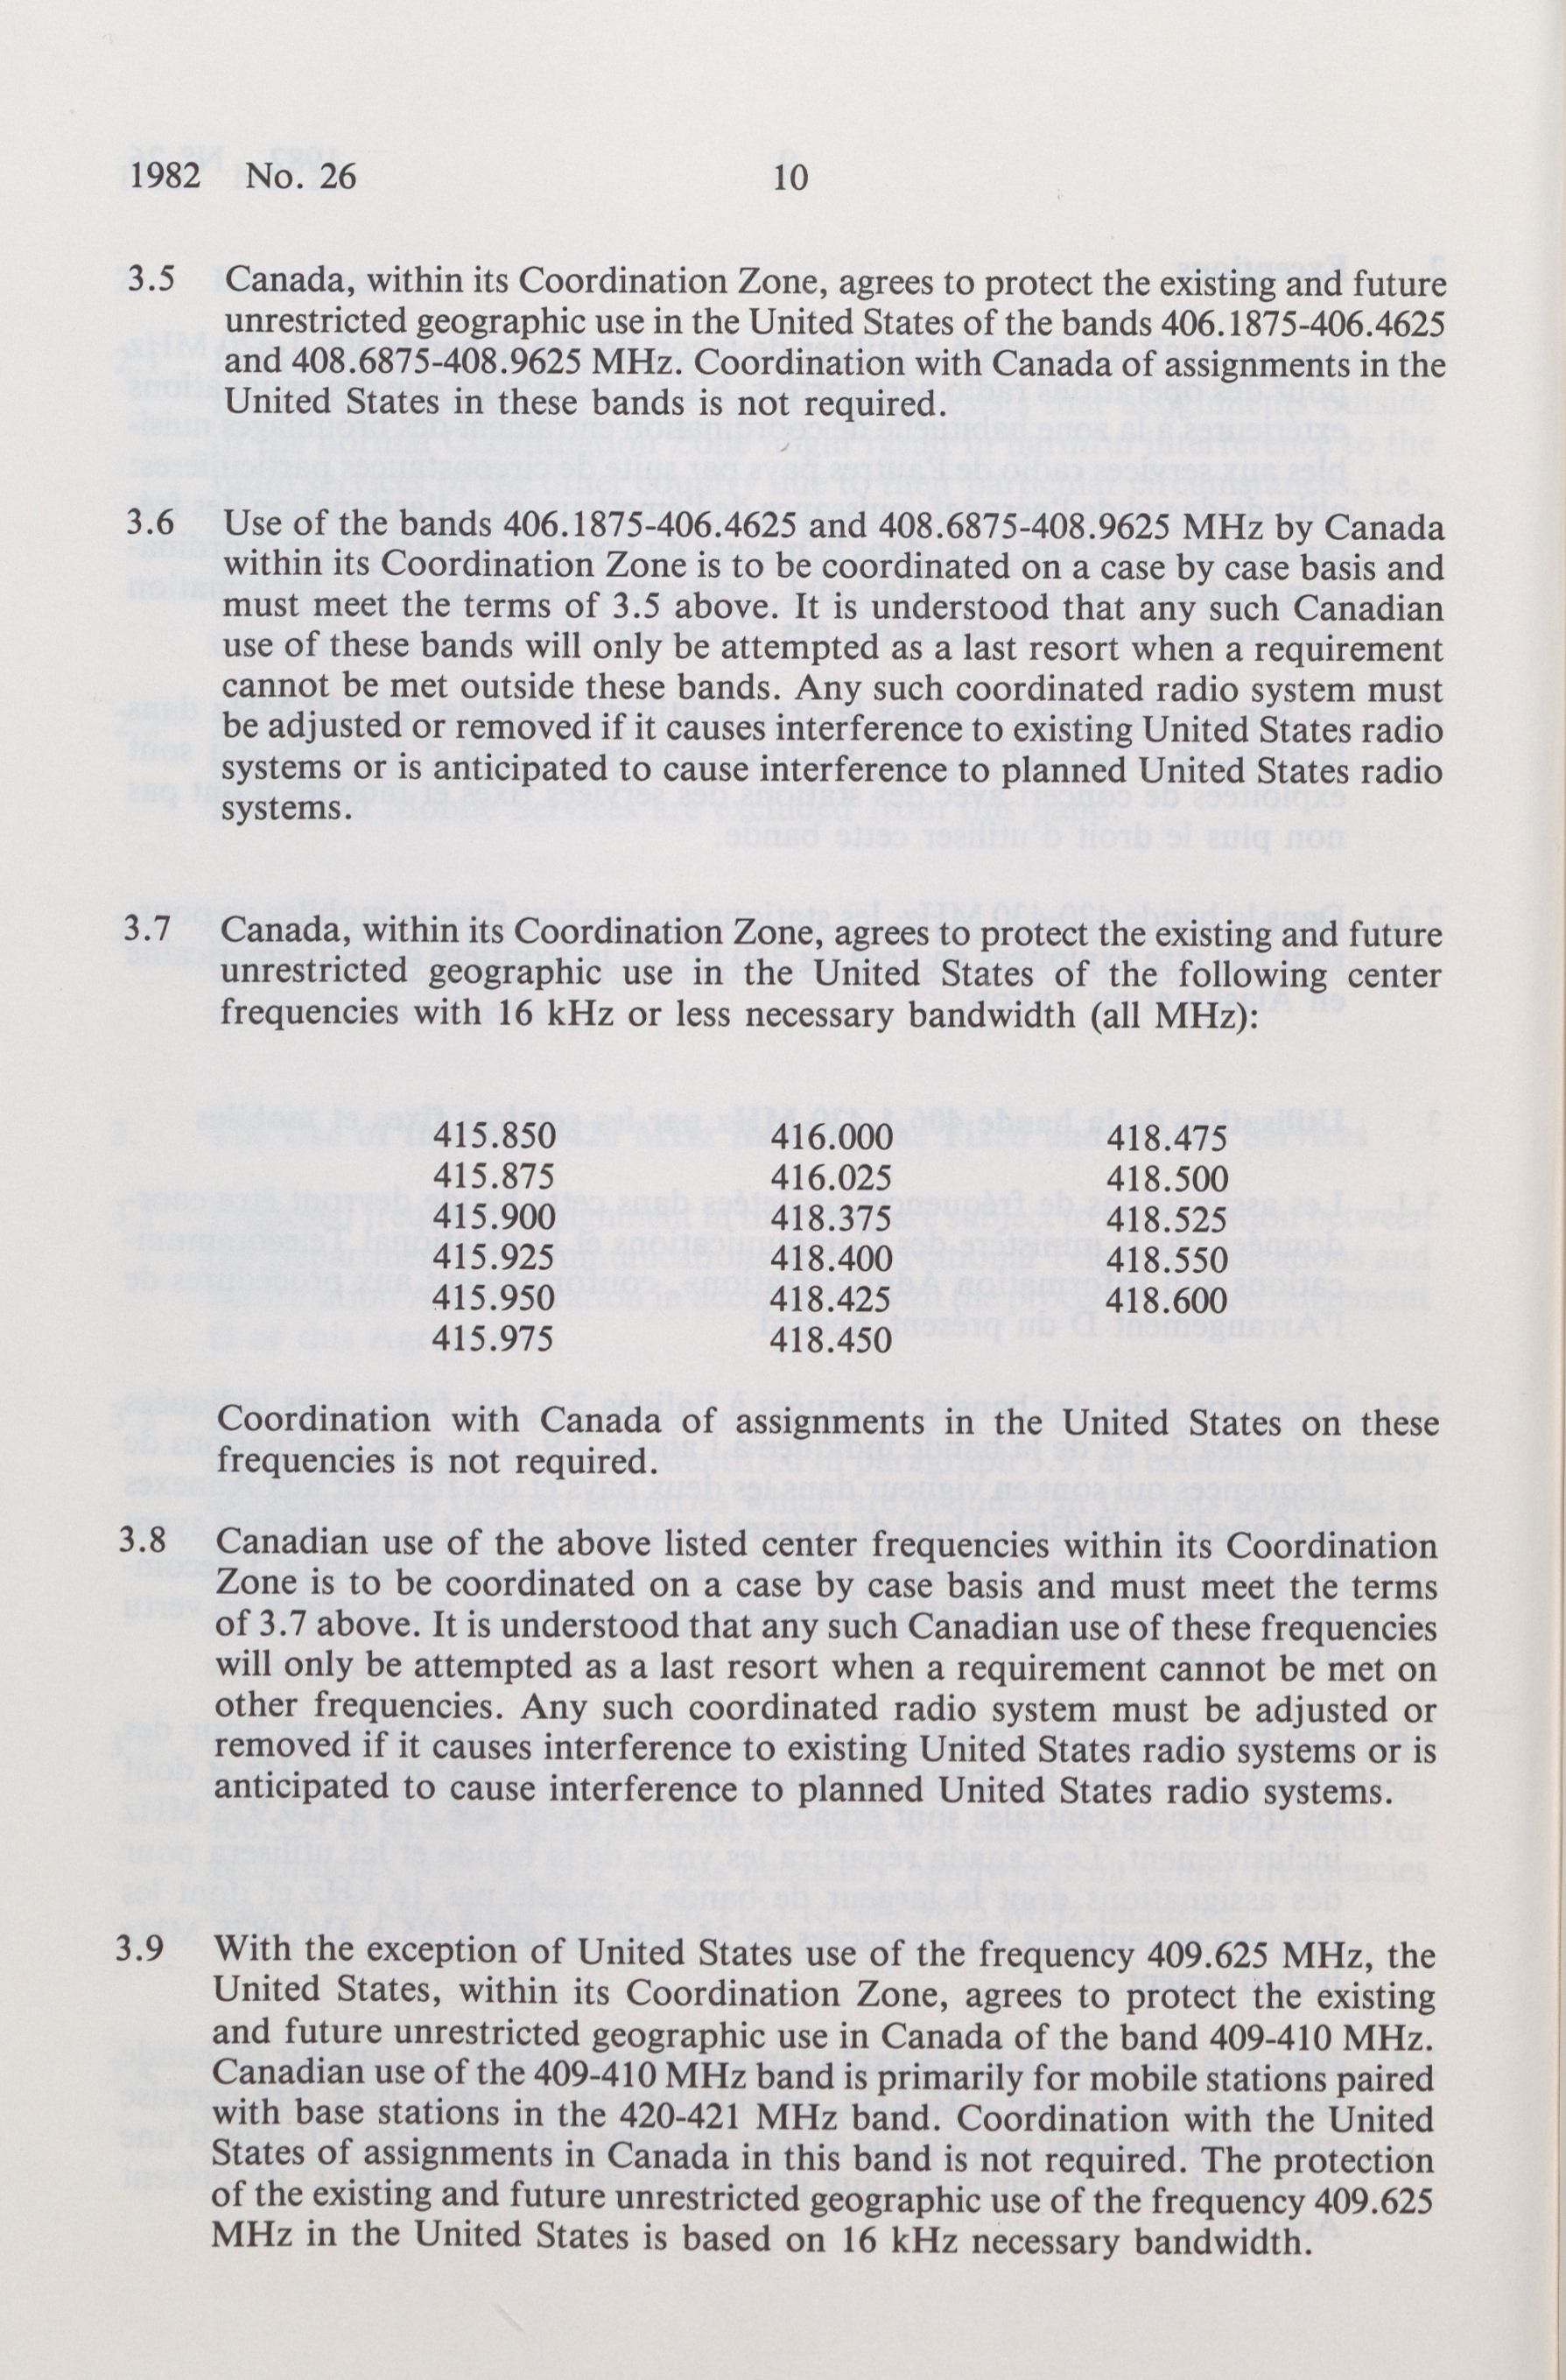 1982 No. 26
10
3.5 Canada, within its Coordination Zone, agrees to protect the existing and future
unrestricted geographic use in the United States of the bands 406.1875-406.4625
and 408.6875-408.9625 MHz. Coordination with Canada of assignments in the
United States in these bands is not required.
3.6 Use of the bands 406.1875-406.4625 and 408.6875-408.9625 MHz by Canada
within its Coordination Zone is to be coordinated on a case by case basis and
must meet the terms of 3.5 above. It is understood that any such Canadian
use of these bands will only be attempted as a last resort when a requirement
cannot be met outside these bands. Any such coordinated radio system must
be adjusted or removed if it causes interference to existing United States radio
systems or is anticipated to cause interference to planned United States radio
systems.
3.7 Canada, within its Coordination Zone, agrees to protect the existing and future
unrestricted geographic use in the United States of the following center
frequencies with 16 kHz or less necessary bandwidth (all MHz):
415.850 416.000 418.475
415.875 416.025 418.500
415.900 418.375 418.525
415.925 418.400 418.550
415.950 418.425 418.600
415.975 418.450
Coordination with Canada of assignments in the United States on these
frequencies is not required.
3.8 Canadian use of the above listed center frequencies within its Coordination
Zone is to be coordinated on a case by case basis and must meet the terms
of 3.7 above. It is understood that any such Canadian use of these frequencies
will only be attempted as a last resort when a requirement cannot be met on
other frequencies. Any such coordinated radio system must be adjusted or
removed if it causes interference to existing United States radio systems or is
anticipated to cause interference to planned United States radio systems.
3.9 With the exception of United States use of the frequency 409.625 MHz, the
United States, within its Coordination Zone, agrees to protect the existing
and future unrestricted geographic use in Canada of the band 409-410 MHz.
Canadian use of the 409-410 MHz band is primarily for mobile stations paired
with base stations in the 420-421 MHz band. Coordination with the United
States of assignments in Canada in this band is not required. The protection
of the existing and future unrestricted geographic use of the frequency 409.625
MHz in the United States is based on 16 kHz necessary bandwidth.